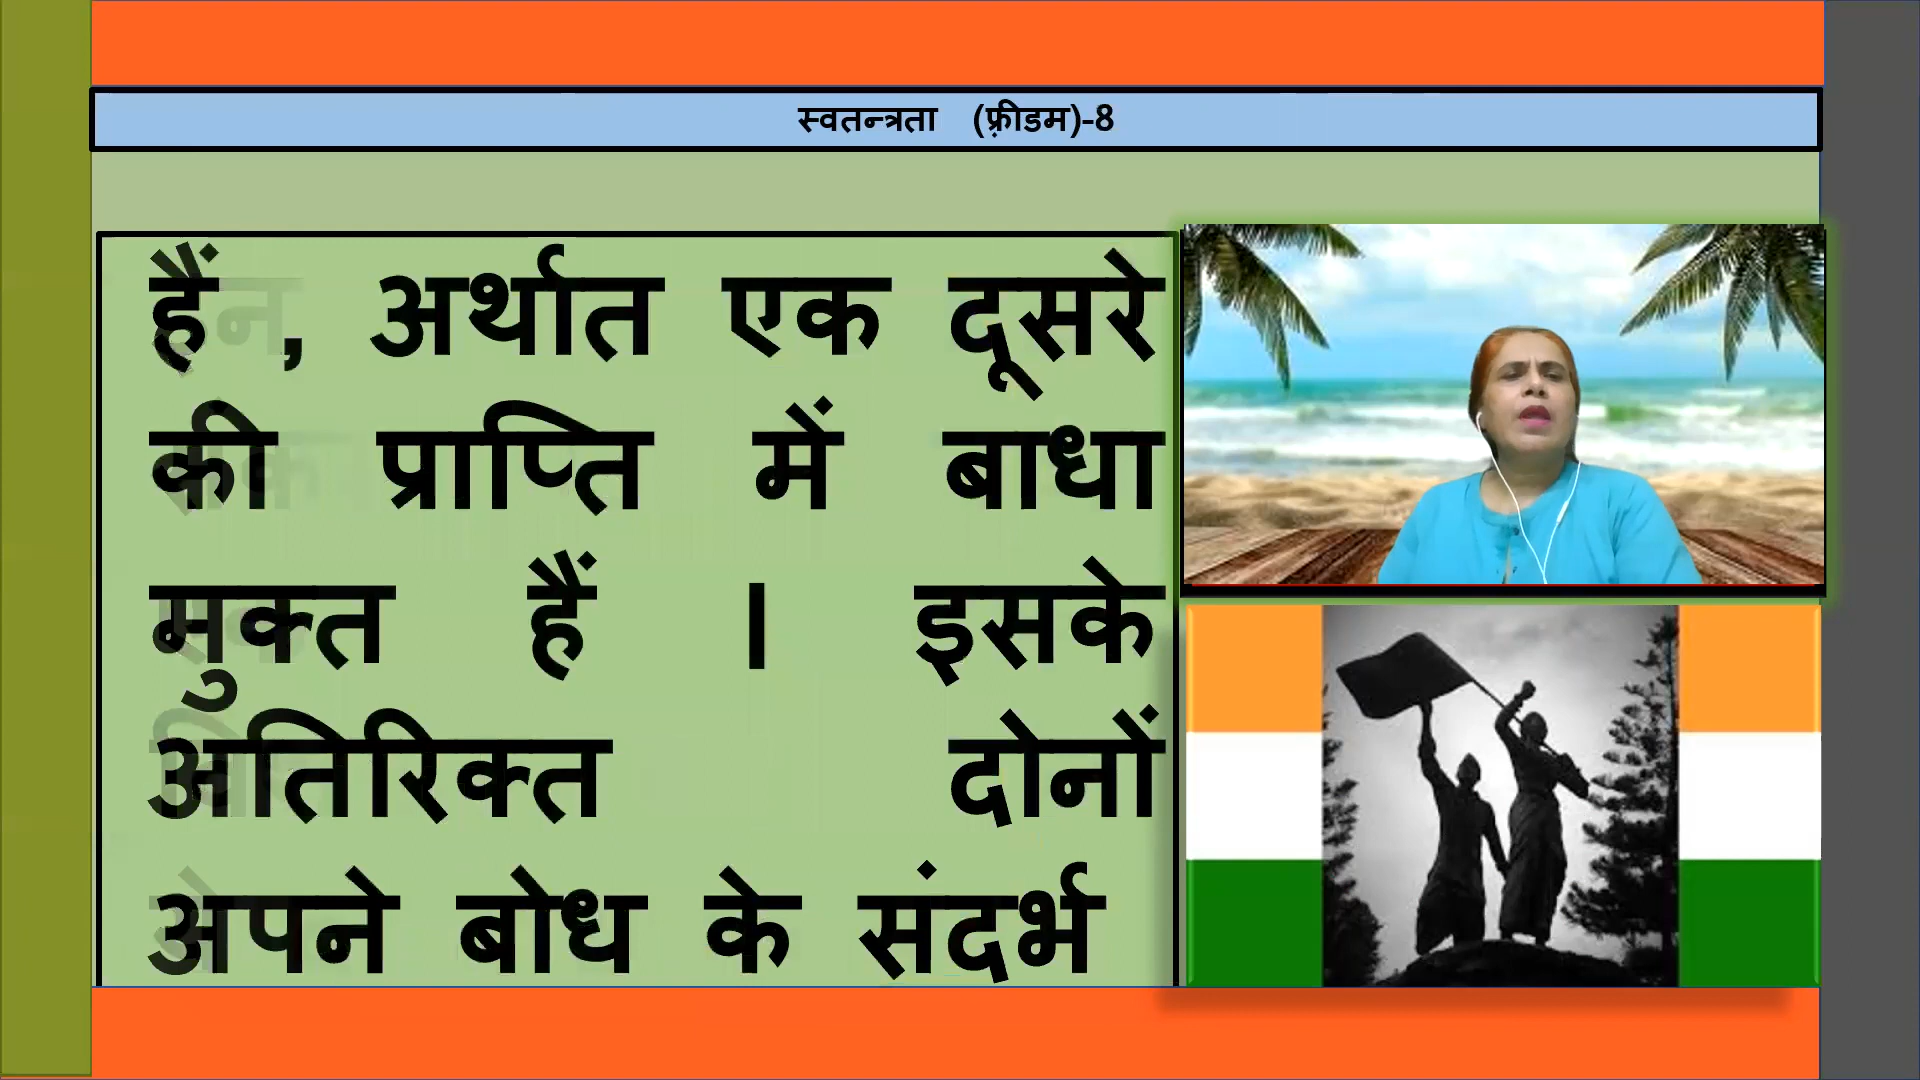 स्वतन्त्रता (फ़्रीडम)-8
हैं, अर्थात एक दूसरे
की प्राप्ति में बाधा
मुक्त हैं । इसके
अतिरिक्त दोनों
अपने बोध के संदर्भ